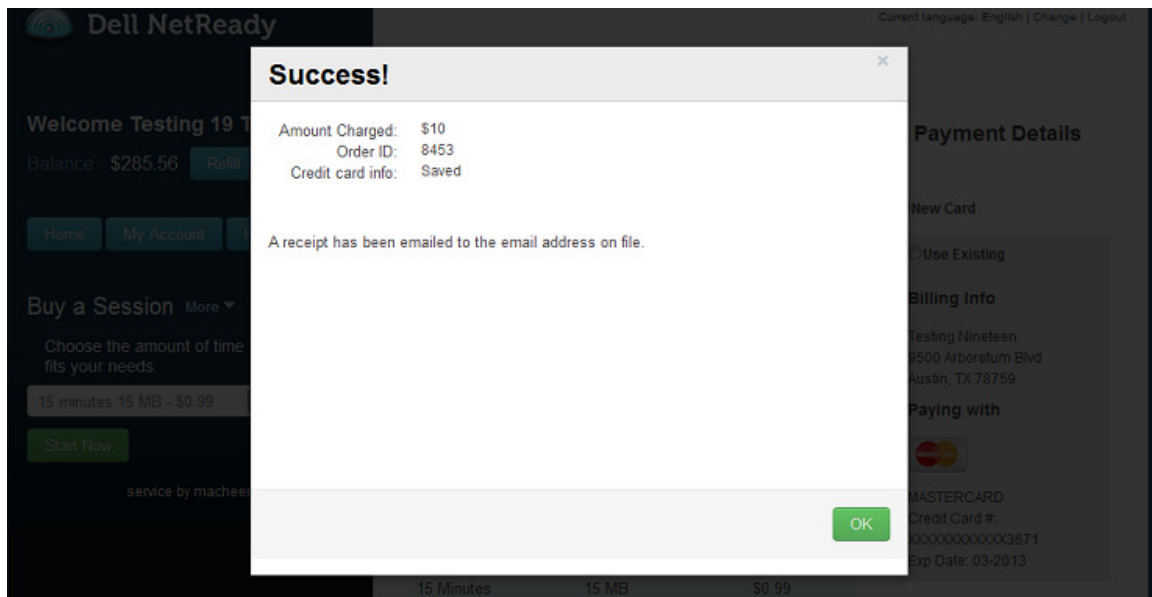 Dell NetReady
Current language: English | Change | Logout
Success!
×
Welcome Testing 19 T
Balance : $285.56 Refill
Home My Account H
Buy a Session More
Choose the amount of time
fits your needs:
15 minutes 15 MB - $0.99
Start Now
service by macheen
Amount Charged: $10
Order ID: 8453
Credit card info: Saved
A receipt has been emailed to the email address on file.
OK
Payment Details
New Card
Use Existing
Billing Info
Testing Nineteen
9500 Arboretum Blvd
Austin, TX 78759
Paying with
MasterCard
MASTERCARD
Credit Card #:
XXXXXXXXXXXX3671
Exp Date: 03-2013
15 Minutes 15 MB $0.99